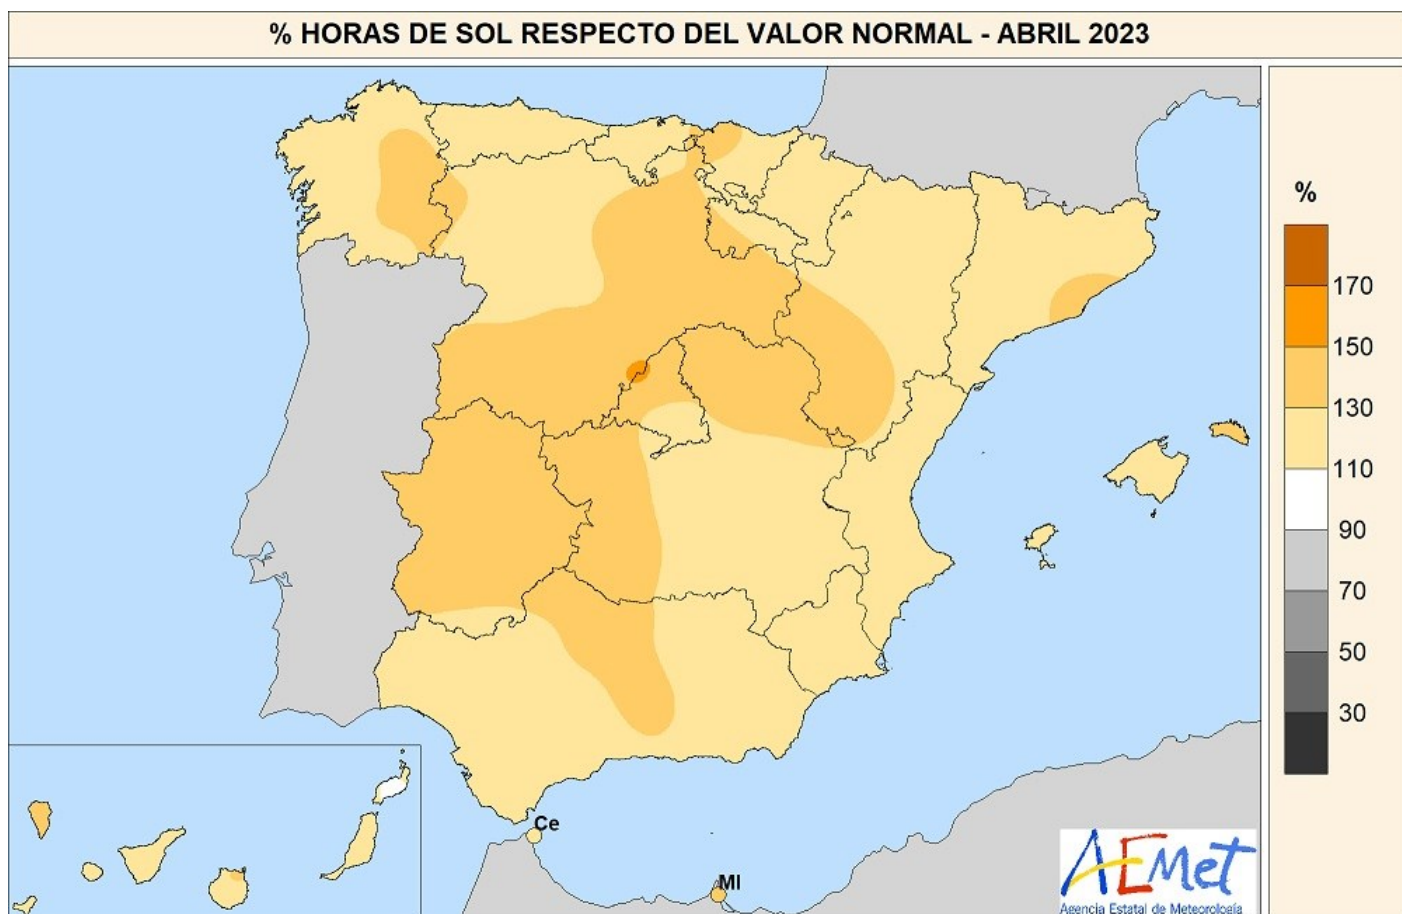 % HORAS DE SOL RESPECTO DEL VALOR NORMAL - ABRIL 2023
%
170
150
130
110
90
70
50
30
Ce
Ml
AEMet
Agencia Estatal de Meteorología